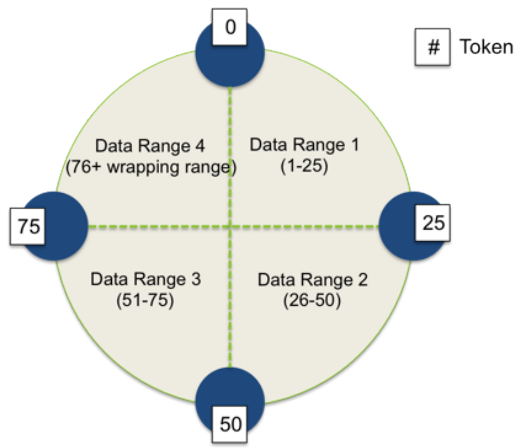 0
# Token
Data Range 4
(76+ wrapping range)
Data Range 1
(1-25)
75
25
Data Range 3
(51-75)
Data Range 2
(26-50)
50